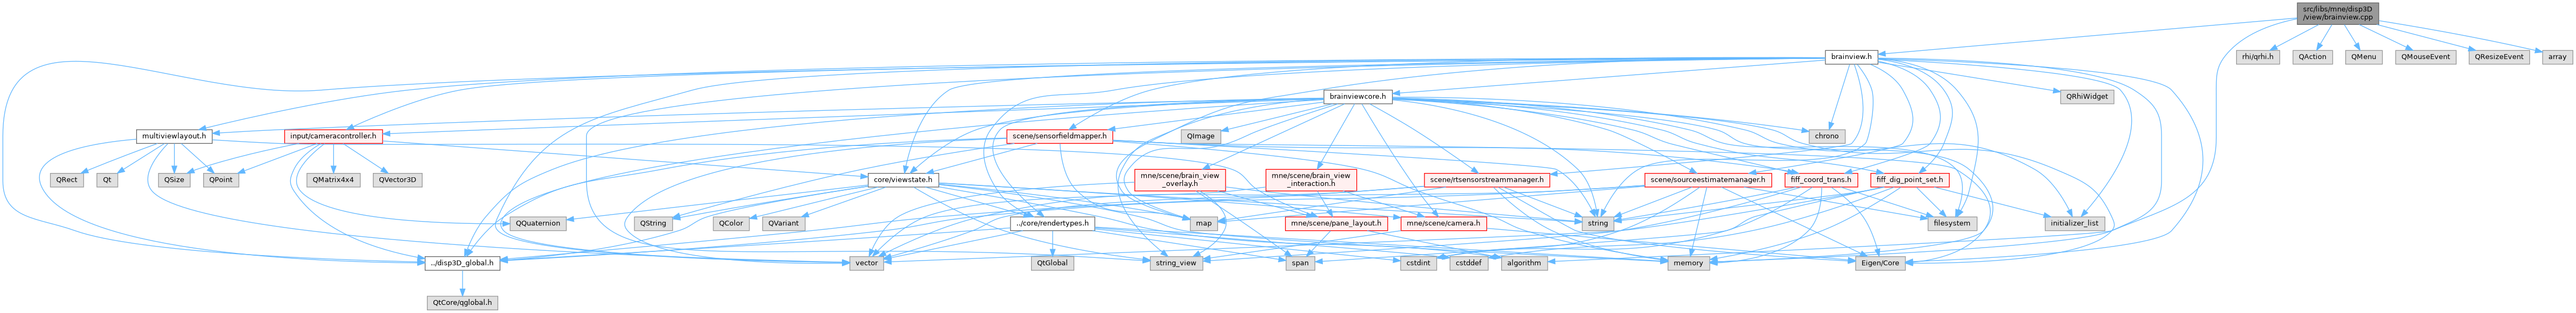 src/libs/mne/disp3D
/view/brainview.cpp
brainview.h
rhi/qrhi.h
QAction
QMenu
QMouseEvent
QResizeEvent
array
brainviewcore.h
QRhiWidget
multiviewlayout.h
input/cameracontroller.h
scene/sensorfieldmapper.h
QImage
chrono
QRect
Qt
QSize
QPoint
QMatrix4x4
QVector3D
core/viewstate.h
mne/scene/brain_view
_overlay.h
mne/scene/brain_view
_interaction.h
scene/rtsensorstreammanager.h
scene/sourceestimatemanager.h
fiff_coord_trans.h
fiff_dig_point_set.h
QQuaternion
QString
QColor
QVariant
../core/rendertypes.h
map
mne/scene/pane_layout.h
mne/scene/camera.h
string
filesystem
initializer_list
../disp3D_global.h
vector
QtGlobal
string_view
span
cstdint
cstddef
algorithm
memory
Eigen/Core
QtCore/qglobal.h